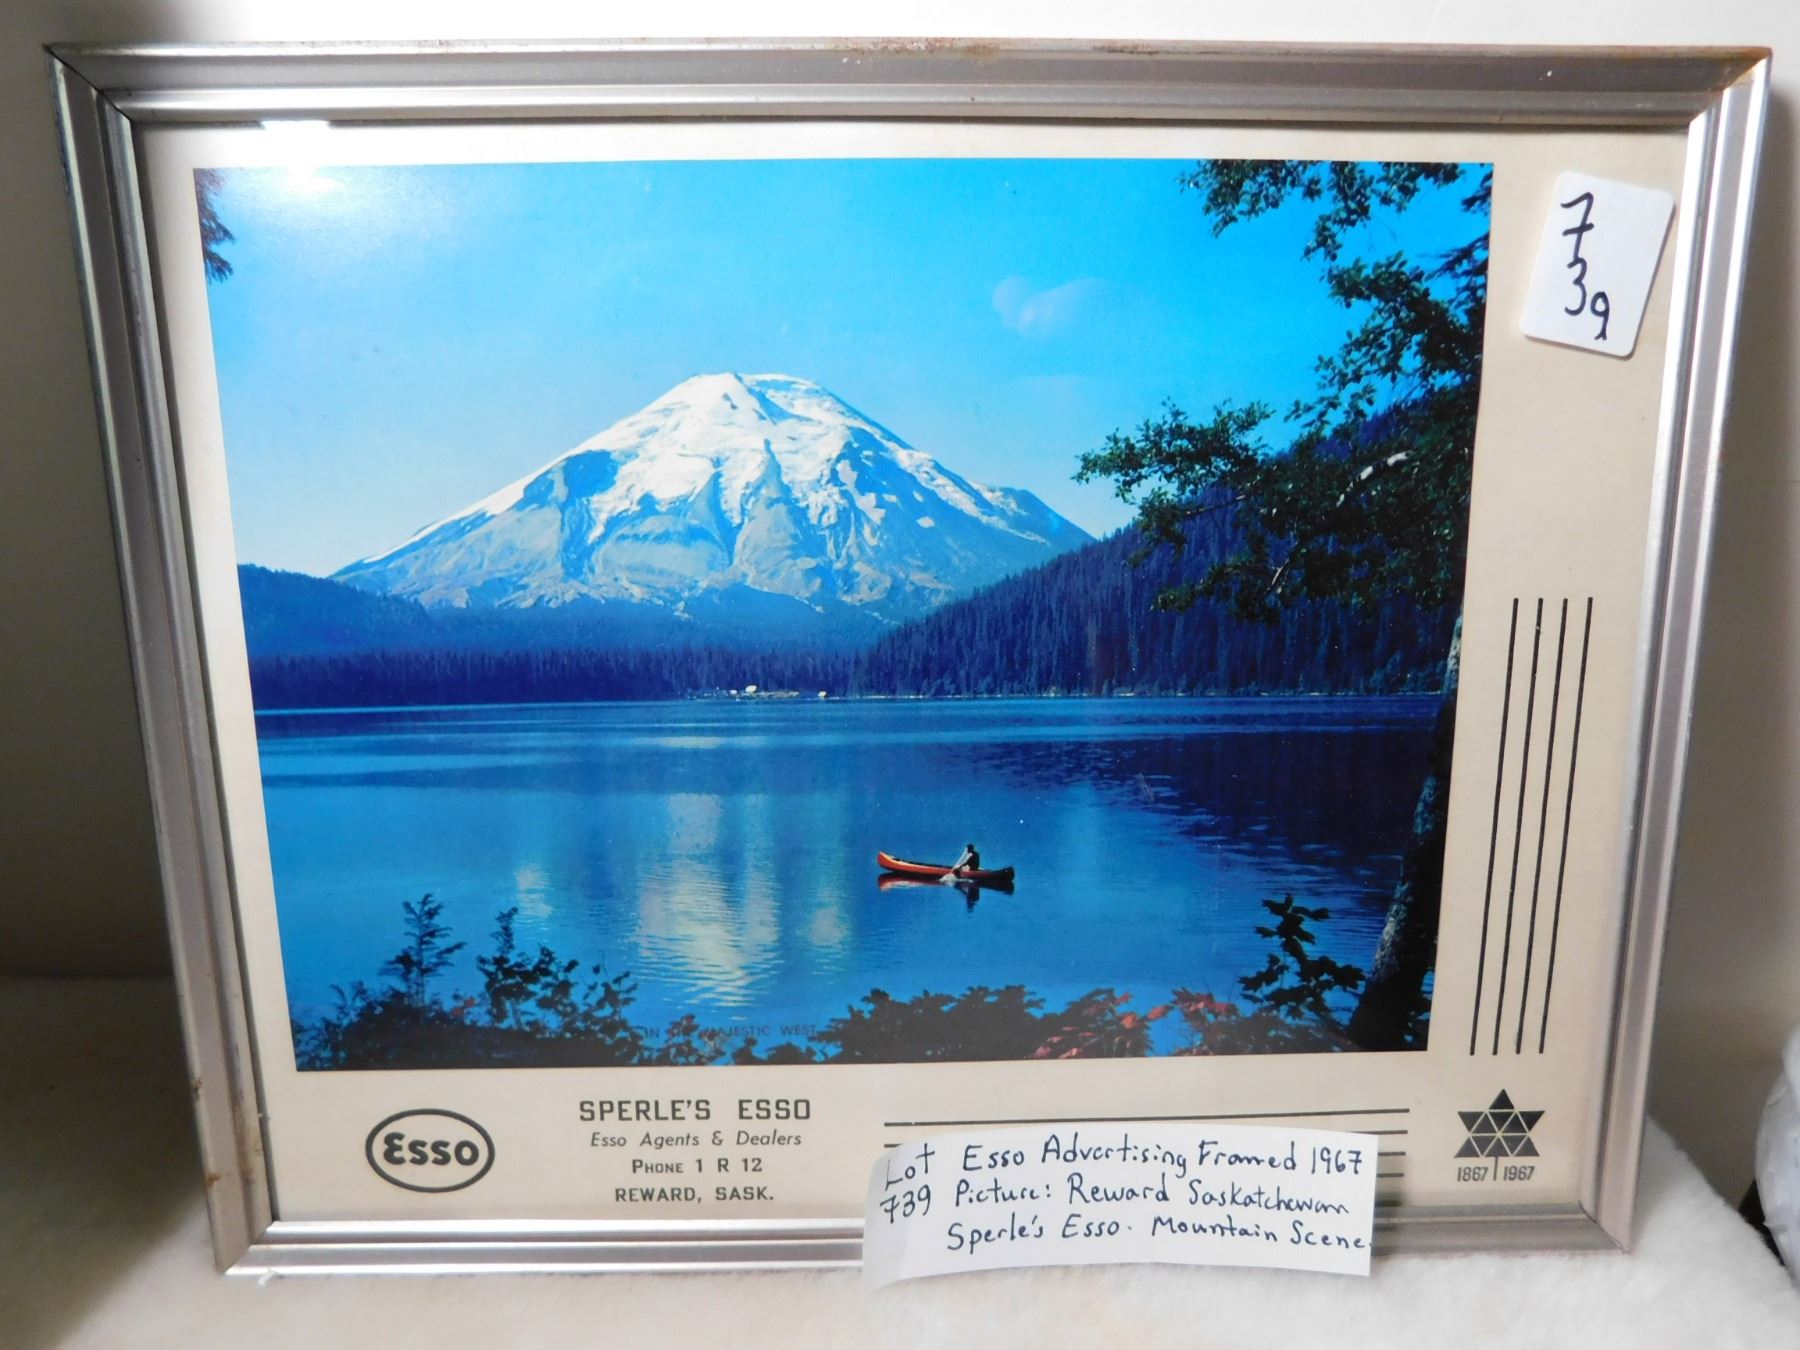 7
39
IN THE MAJESTIC WEST
Esso
SPERLE'S ESSO
Esso Agents & Dealers
PHONE 1 R 12
REWARD, SASK.
1867 1967
Lot Esso Advertising Framed 1967
739 Picture: Reward Saskatchewan
Sperle's Esso. Mountain Scene.